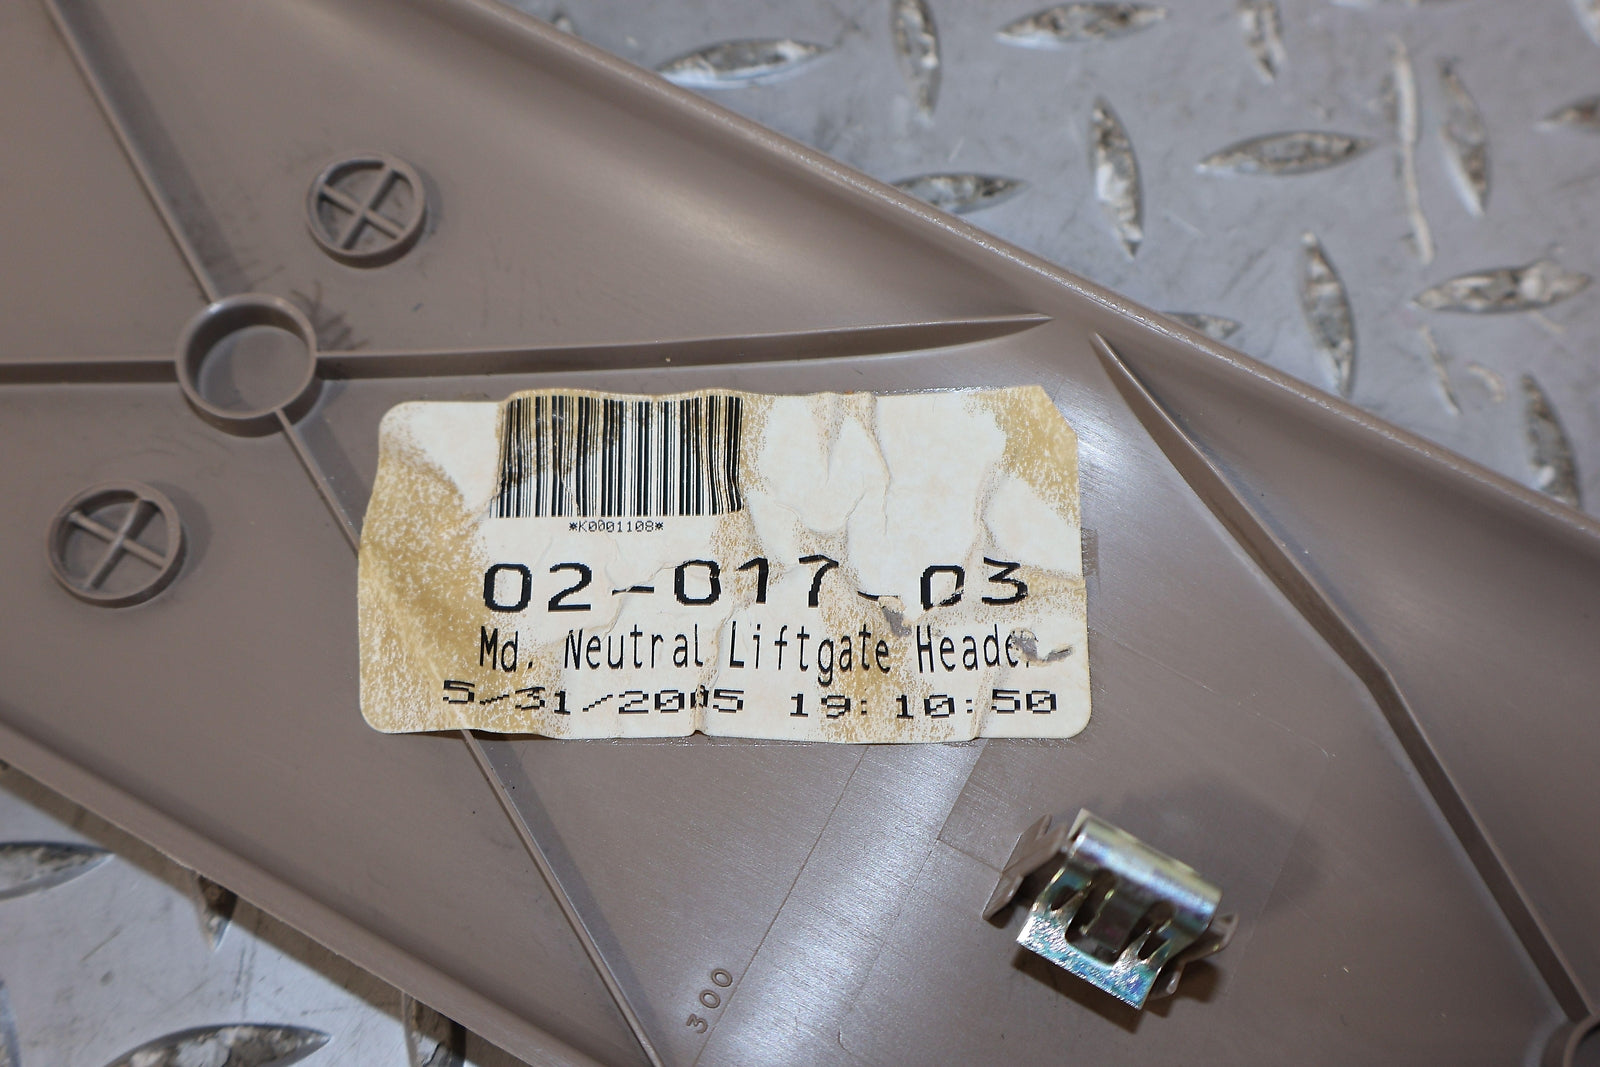 *K0001108*
02-017-03
Md. Neutral Liftgate Header
5/31/2005 19:10:50
300